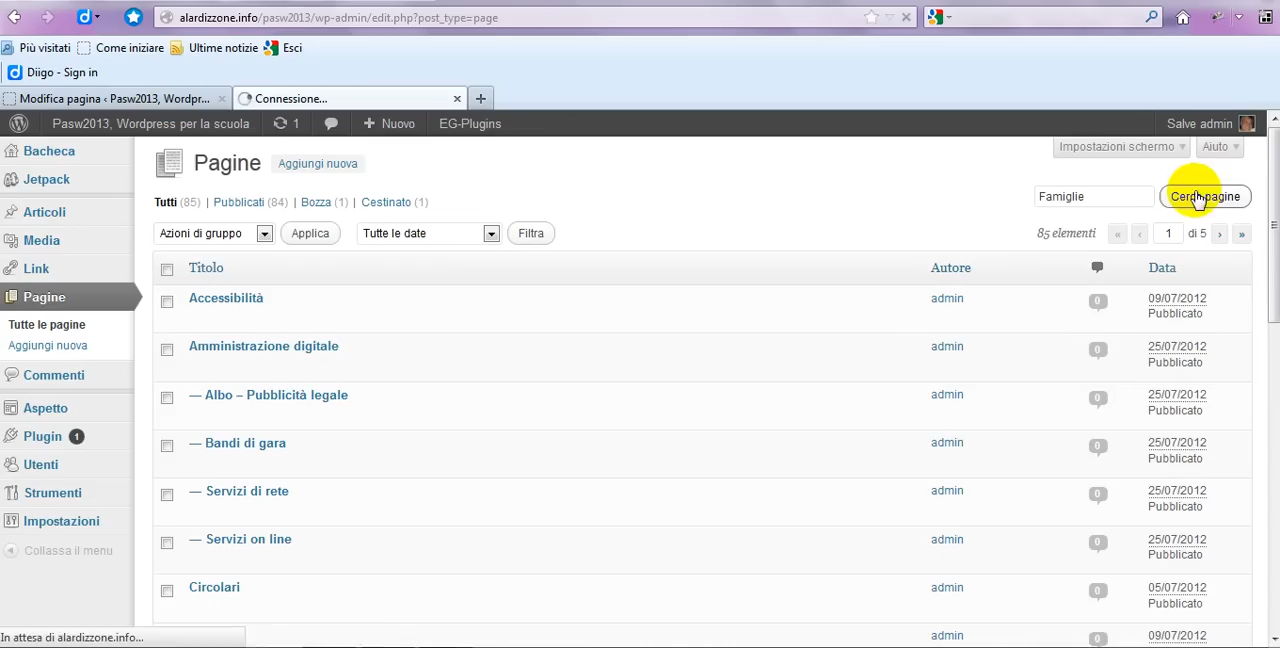 alardizzone.info/pasw2013/wp-admin/edit.php?post_type=page
Più visitati Come iniziare Ultime notizie Esci
Diigo - Sign in
Modifica pagina ‹ Pasw2013, Wordpr... Connessione...
Pasw2013, Wordpress per la scuola 1 Nuovo EG-Plugins Salve admin
Bacheca
Jetpack
Articoli
Media
Link
Pagine
Tutte le pagine
Aggiungi nuova
Commenti
Aspetto
Plugin 1
Utenti
Strumenti
Impostazioni
Collassa il menu
In attesa di alardizzone.info...
Impostazioni schermo Aiuto
Pagine Aggiungi nuova
Tutti (85) | Pubblicati (84) | Bozza (1) | Cestinato (1)
Famiglie Cerca pagine
Azioni di gruppo Applica Tutte le date Filtra 85 elementi « ‹ 1 di 5 › »
Titolo Autore Data
Accessibilità admin 0 09/07/2012
Pubblicato
Amministrazione digitale admin 0 25/07/2012
Pubblicato
— Albo – Pubblicità legale admin 0 25/07/2012
Pubblicato
— Bandi di gara admin 0 25/07/2012
Pubblicato
— Servizi di rete admin 0 25/07/2012
Pubblicato
— Servizi on line admin 0 25/07/2012
Pubblicato
Circolari admin 0 05/07/2012
Pubblicato
admin 0 09/07/2012